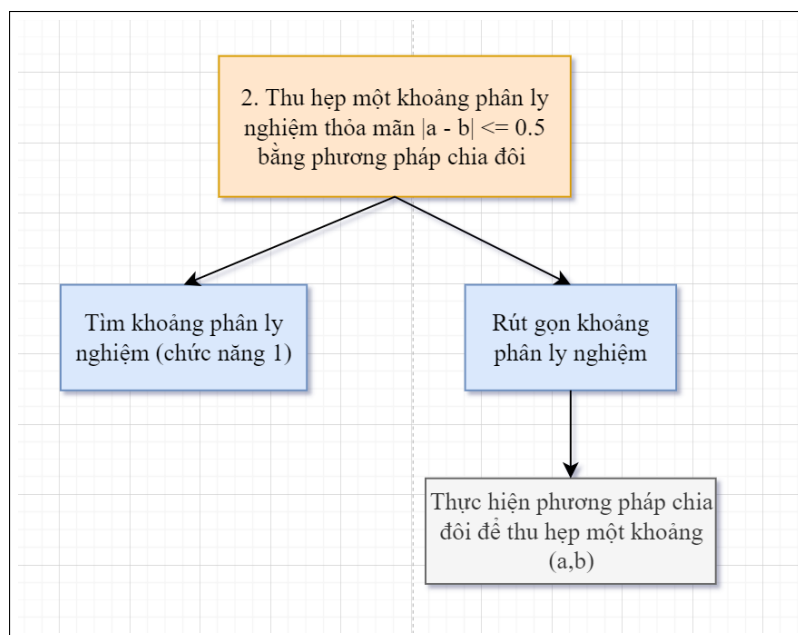 2. Thu hẹp một khoảng phân ly
nghiệm thỏa mãn |a - b| <= 0.5
bằng phương pháp chia đôi
Tìm khoảng phân ly
nghiệm (chức năng 1)
Rút gọn khoảng
phân ly nghiệm
Thực hiện phương pháp chia
đôi để thu hẹp một khoảng
(a,b)